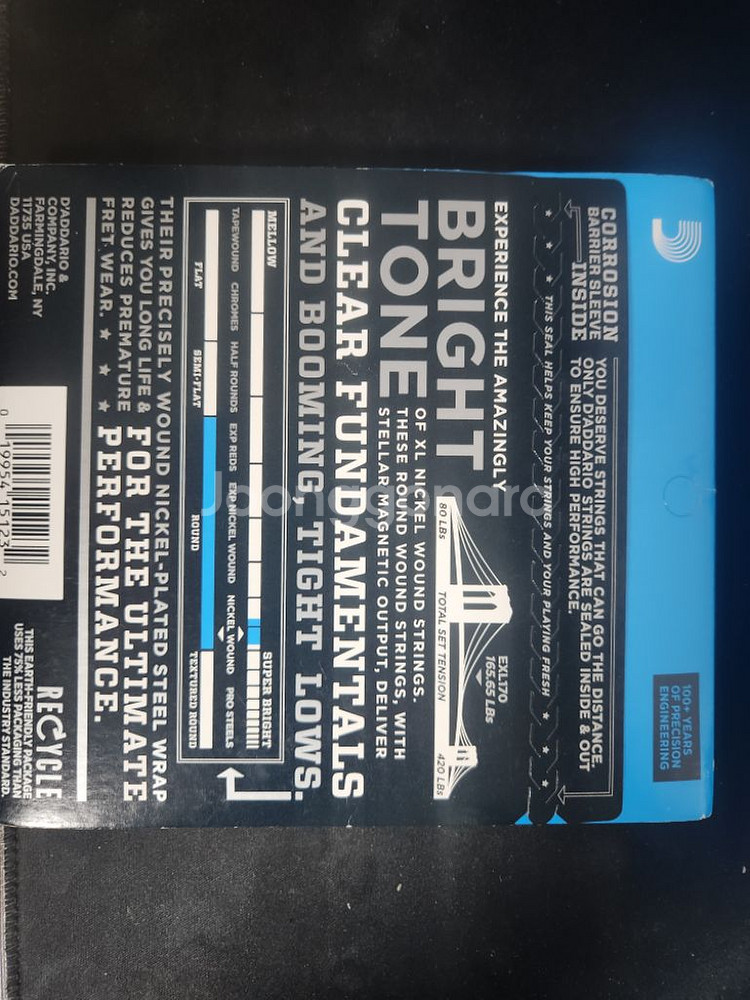 100+ YEARS
OF PRECISION
ENGINEERING
CORROSION
BARRIER SLEEVE
INSIDE
YOU DESERVE STRINGS THAT CAN GO THE DISTANCE.
ONLY D'ADDARIO STRINGS ARE SEALED INSIDE & OUT
TO ENSURE HIGH PERFORMANCE.
★ ★ ★ THIS SEAL HELPS KEEP YOUR STRINGS AND YOUR PLAYING FRESH ★ ★ ★
EXPERIENCE THE AMAZINGLY
BRIGHT
TONE
OF XL NICKEL WOUND STRINGS.
THESE ROUND WOUND STRINGS, WITH
STELLAR MAGNETIC OUTPUT, DELIVER
EXL170
165.65 LBs
80 LBs
TOTAL SET TENSION
420 LBs
CLEAR FUNDAMENTALS
AND BOOMING, TIGHT LOWS.
MELLOW
SUPER BRIGHT
TAPEWOUND
CHROMES
HALF ROUNDS
EXP REDS
EXP NICKEL WOUND
NICKEL WOUND
PRO STEELS
FLAT
SEMI-FLAT
ROUND
TEXTURED ROUND
THEIR PRECISELY WOUND NICKEL-PLATED STEEL WRAP
GIVES YOU LONG LIFE &
REDUCES PREMATURE
FRET WEAR. ★ ★ ★
FOR THE ULTIMATE
PERFORMANCE.
D'ADDARIO &
COMPANY, INC.
FARMINGDALE, NY
11735 USA
DADDARIO.COM
0 19954 15123 2
RECYCLE
THIS EARTH-FRIENDLY PACKAGE
USES 75% LESS PACKAGING THAN
THE INDUSTRY STANDARD.
Joonggonara